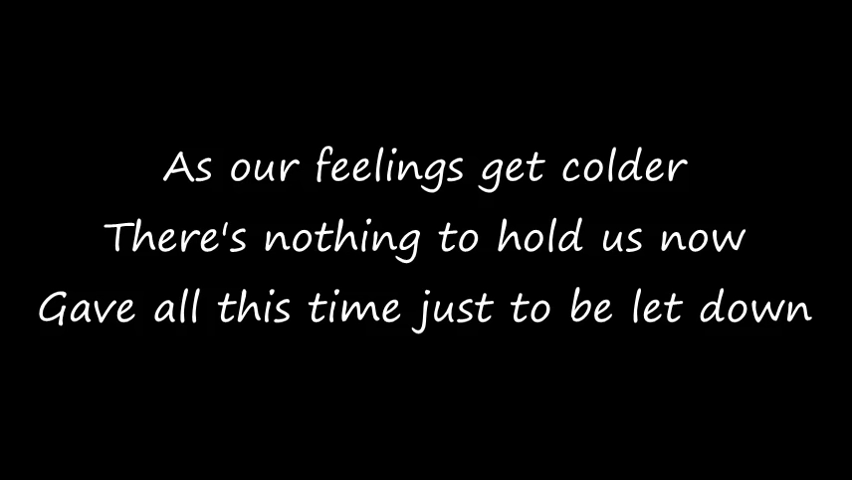 As our feelings get colder
There's nothing to hold us now
Gave all this time just to be let down